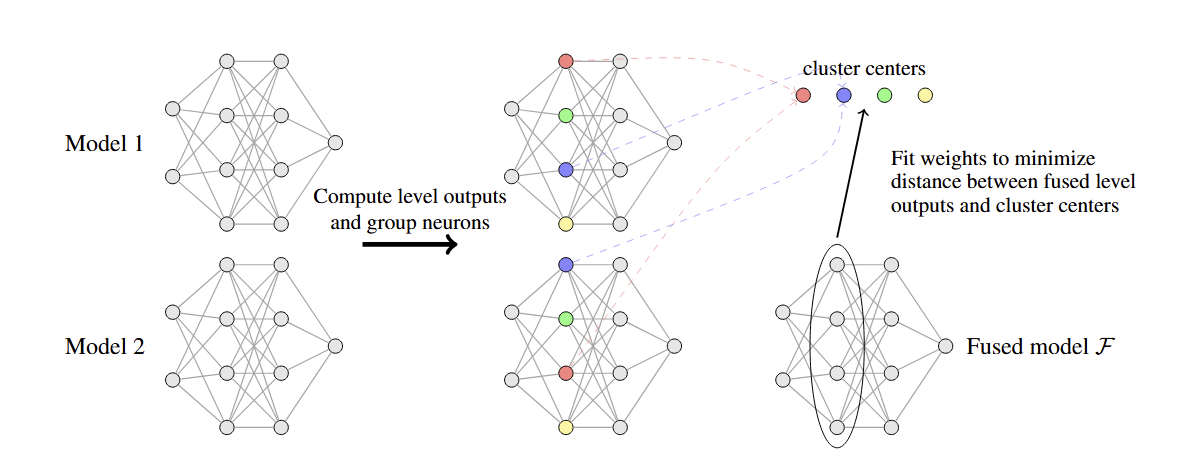 cluster centers
Model 1
Fit weights to minimize
distance between fused level
outputs and cluster centers
Compute level outputs
and group neurons
Model 2
Fused model ℱ